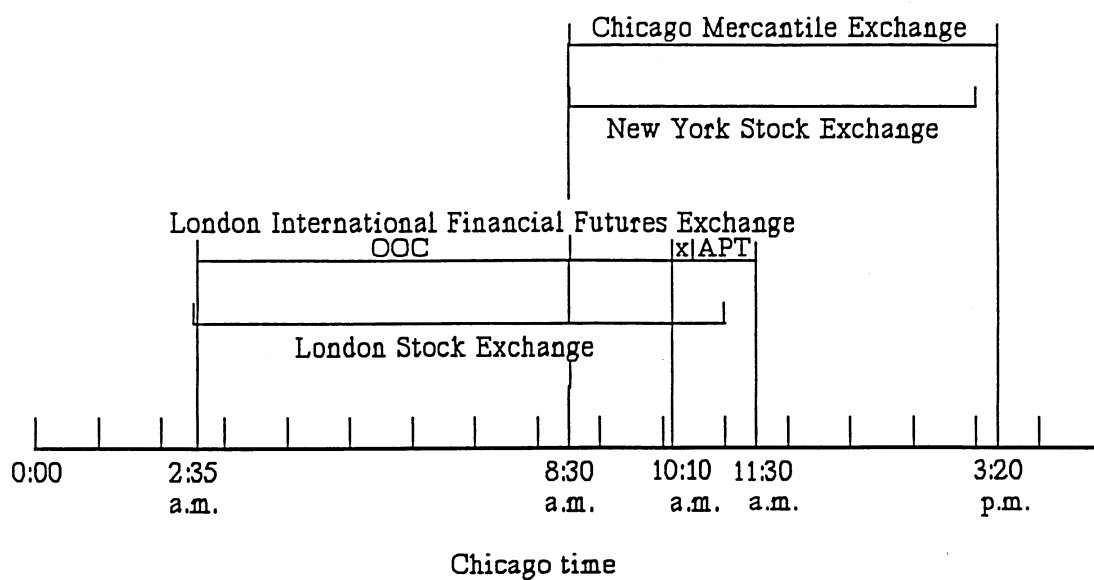 Chicago Mercantile Exchange
New York Stock Exchange
London International Financial Futures Exchange
OOC x|APT
London Stock Exchange
0:00 2:35 8:30 10:10 11:30 3:20
a.m. a.m. a.m. a.m. p.m.
Chicago time